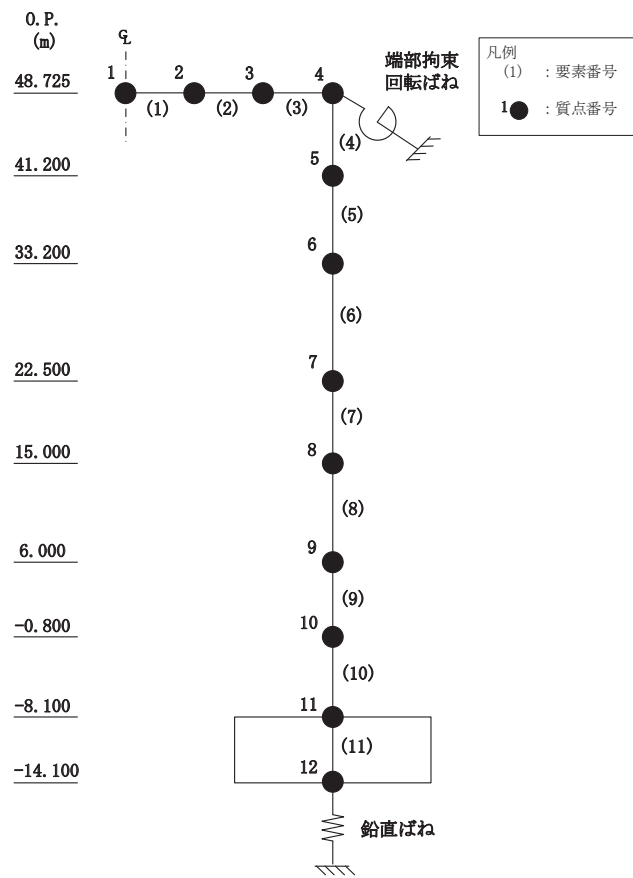 O.P.
(m)
℄
1 2 3 4
48.725
(1) (2) (3)
端部拘束
回転ばね
凡例
(1) : 要素番号
1 : 質点番号
(4)
5
41.200
(5)
6
33.200
(6)
7
22.500
(7)
8
15.000
(8)
9
6.000
(9)
10
-0.800
(10)
11
-8.100
(11)
12
-14.100
鉛直ばね